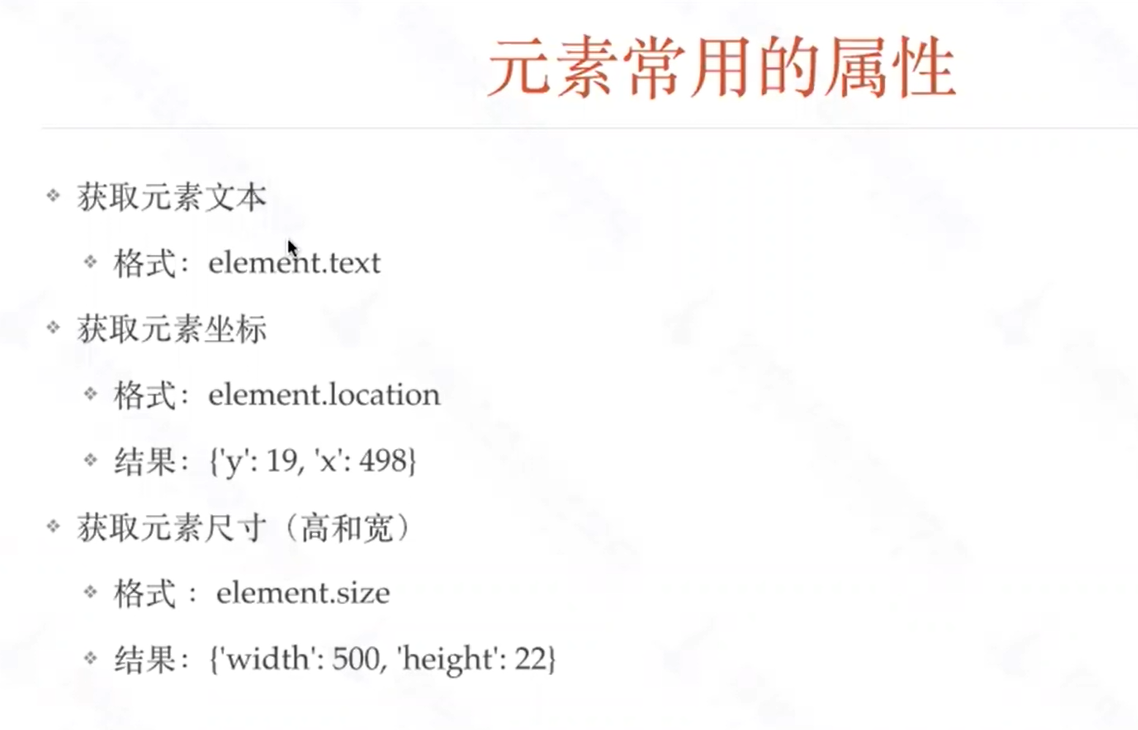 元素常用的属性
获取元素文本
格式：element.text
获取元素坐标
格式：element.location
结果：{'y': 19, 'x': 498}
获取元素尺寸（高和宽）
格式 ：element.size
结果：{'width': 500, 'height': 22}